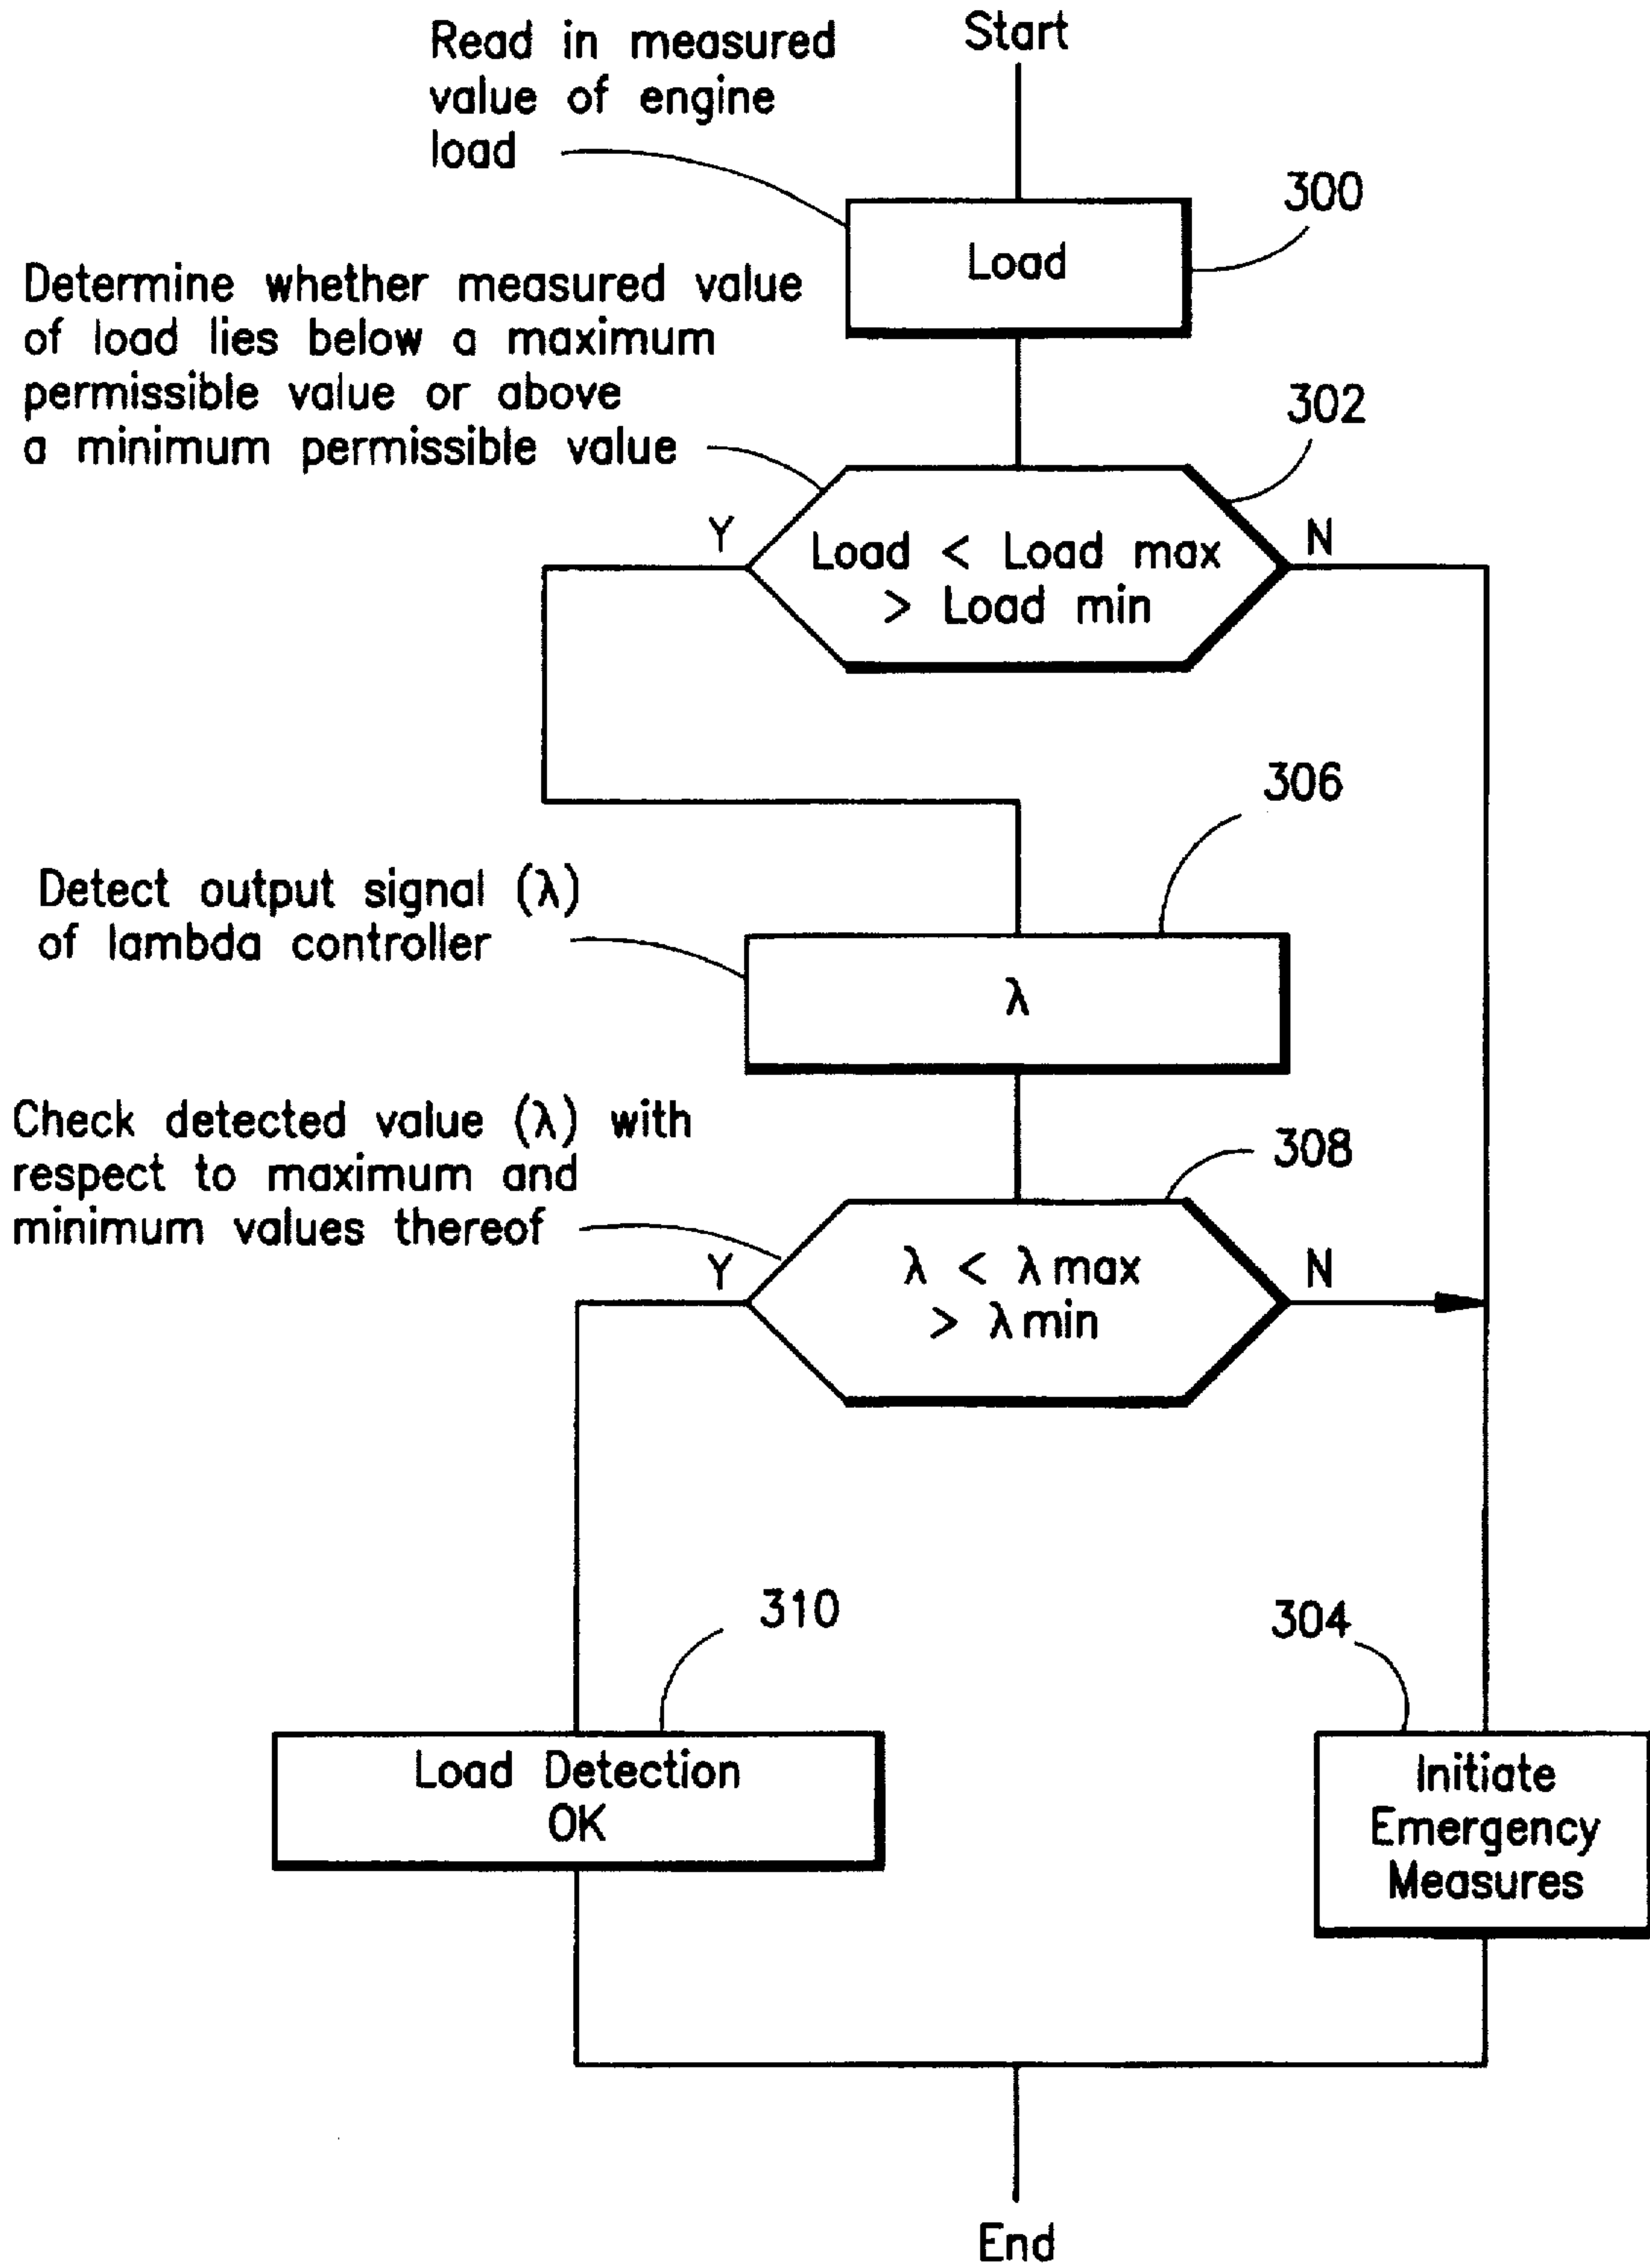 Start
Read in measured
value of engine
load
300
Load
Determine whether measured value
of load lies below a maximum
permissible value or above
a minimum permissible value
302
Y
N
Load < Load max
> Load min
306
Detect output signal (λ)
of lambda controller
λ
Check detected value (λ) with
respect to maximum and
minimum values thereof
308
Y
N
λ < λ max
> λ min
310
304
Load Detection
OK
Initiate
Emergency
Measures
End